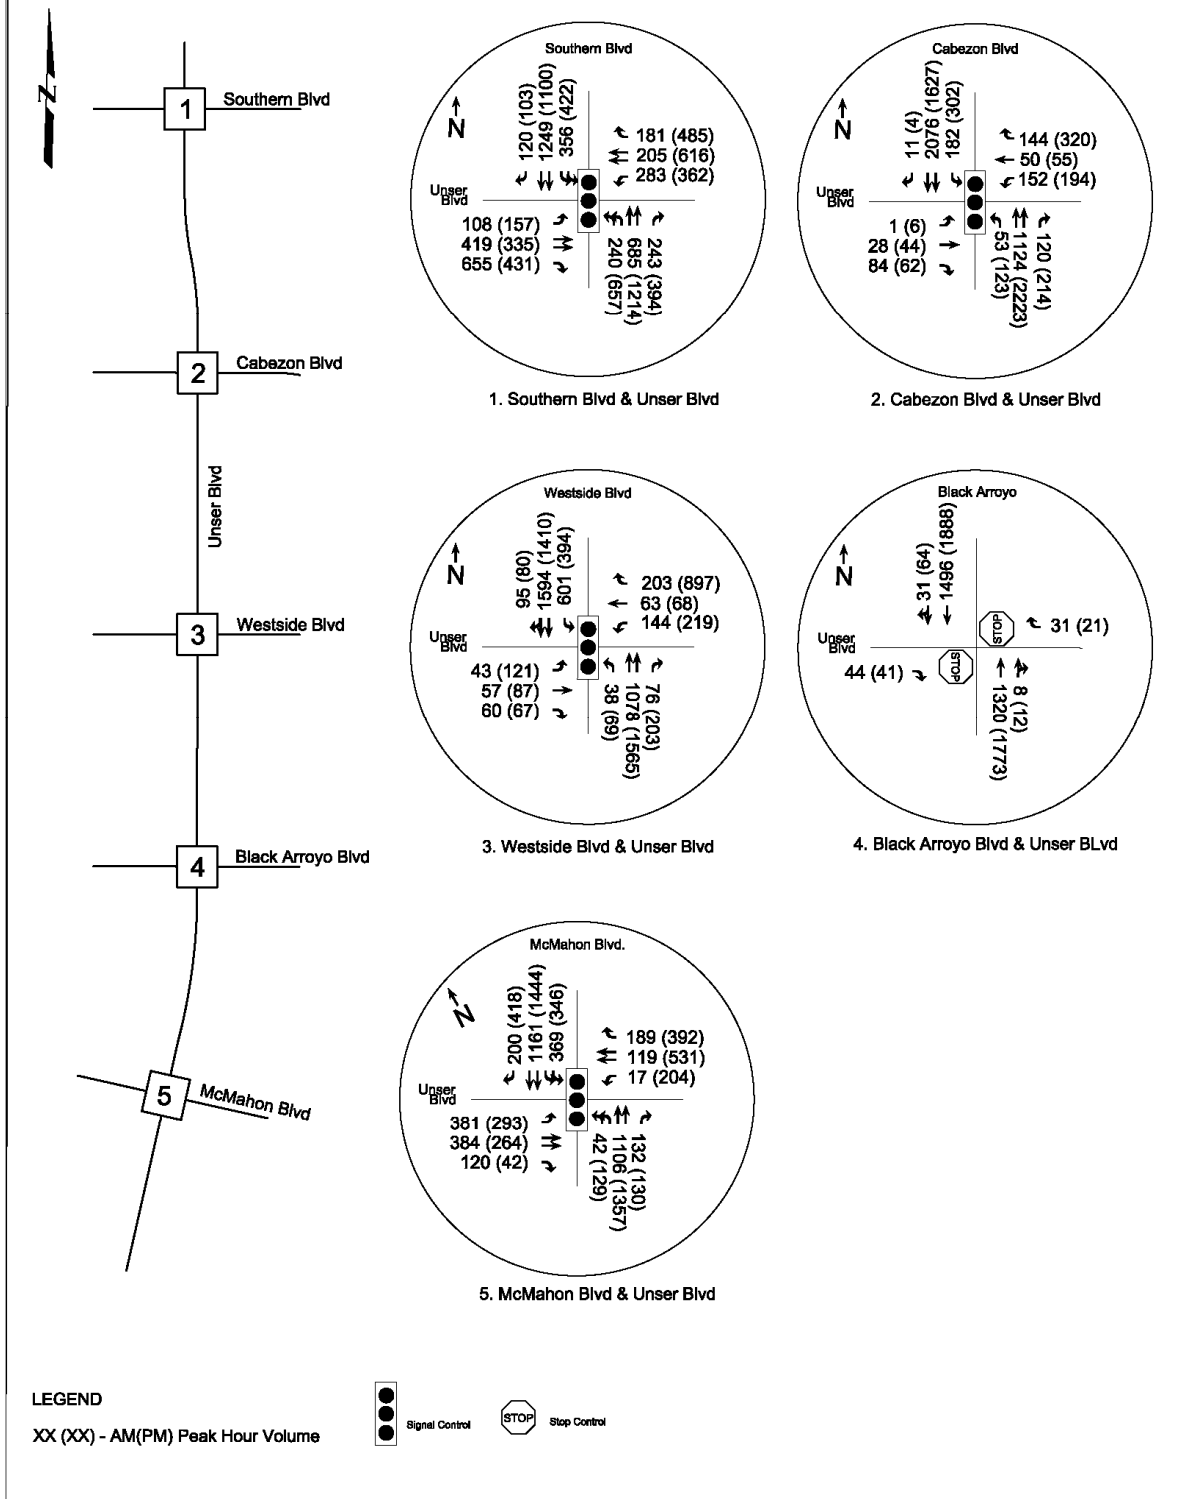 N
1
Southern Blvd
2
Cabezon Blvd
Unser Blvd
3
Westside Blvd
4
Black Arroyo Blvd
5
McMahon Blvd
Southern Blvd
N
120 (103)
1249 (1100)
356 (422)
181 (485)
205 (616)
283 (362)
Unser
Blvd
108 (157)
419 (335)
655 (431)
240 (657)
685 (1214)
243 (394)
1. Southern Blvd & Unser Blvd
Cabezon Blvd
N
11 (4)
2076 (1627)
182 (302)
144 (320)
50 (55)
152 (194)
Unser
Blvd
1 (6)
28 (44)
84 (62)
53 (123)
1124 (2223)
120 (214)
2. Cabezon Blvd & Unser Blvd
Westside Blvd
N
95 (80)
1594 (1410)
601 (394)
203 (897)
63 (68)
144 (219)
Unser
Blvd
43 (121)
57 (87)
60 (67)
38 (69)
1078 (1565)
76 (203)
3. Westside Blvd & Unser Blvd
Black Arroyo
N
31 (64)
1496 (1888)
STOP
31 (21)
Unser
Blvd
44 (41)
STOP
1320 (1773)
8 (12)
4. Black Arroyo Blvd & Unser BLvd
McMahon Blvd.
N
200 (418)
1161 (1444)
369 (346)
189 (392)
119 (531)
17 (204)
Unser
Blvd
381 (293)
384 (264)
120 (42)
42 (129)
1106 (1357)
132 (130)
5. McMahon Blvd & Unser Blvd
LEGEND
XX (XX) - AM(PM) Peak Hour Volume
Signal Control
STOP
Stop Control